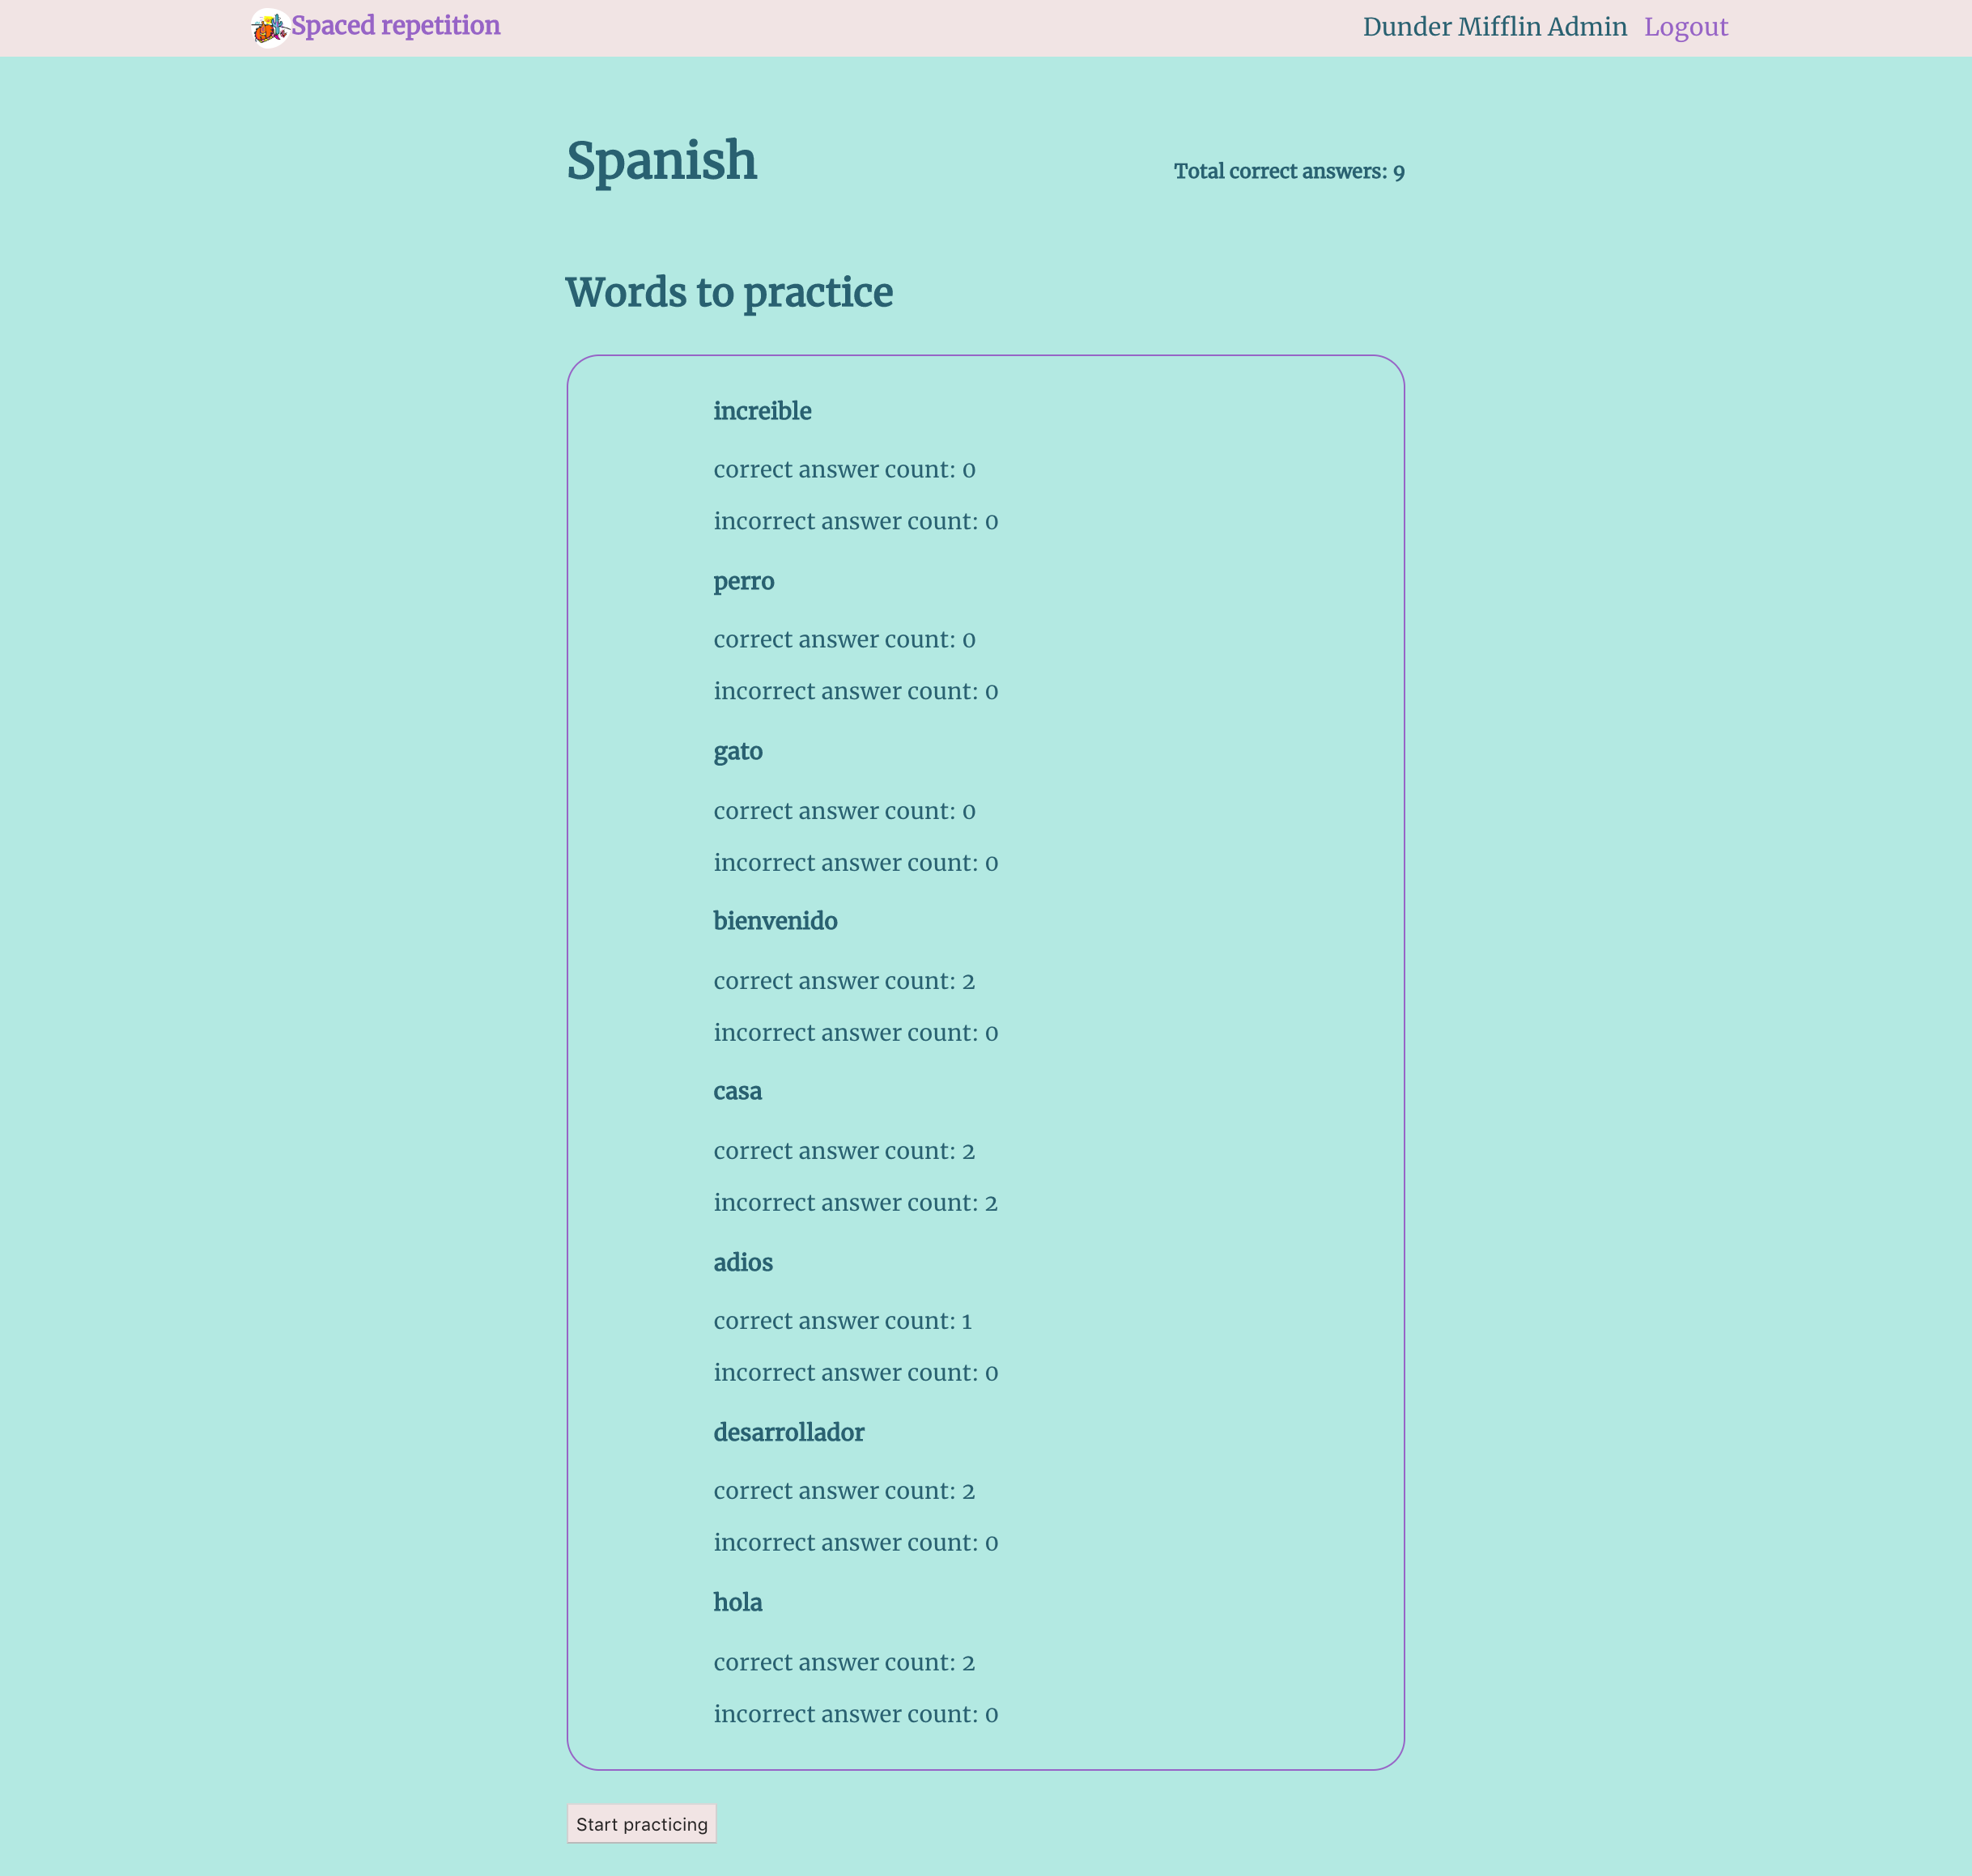 Spaced repetition
Dunder Mifflin Admin Logout
Spanish
Total correct answers: 9
Words to practice
increible
correct answer count: 0
incorrect answer count: 0
perro
correct answer count: 0
incorrect answer count: 0
gato
correct answer count: 0
incorrect answer count: 0
bienvenido
correct answer count: 2
incorrect answer count: 0
casa
correct answer count: 2
incorrect answer count: 2
adios
correct answer count: 1
incorrect answer count: 0
desarrollador
correct answer count: 2
incorrect answer count: 0
hola
correct answer count: 2
incorrect answer count: 0
Start practicing